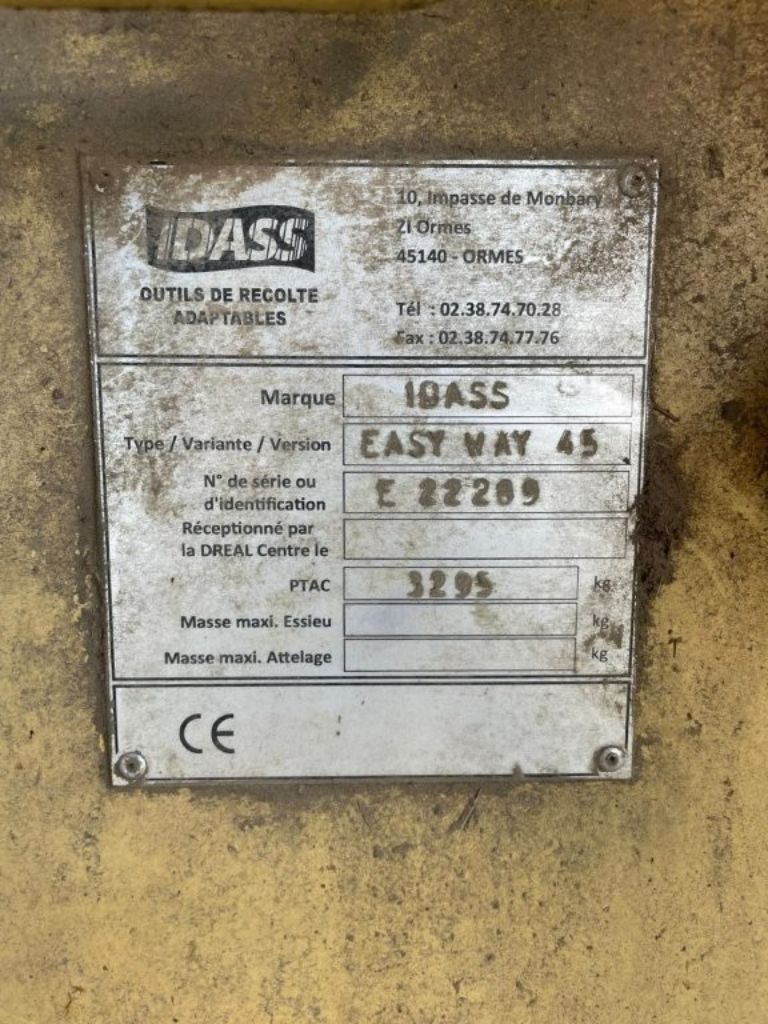 IDASS
OUTILS DE RECOLTE
ADAPTABLES
10, Impasse de Monbary
ZI Ormes
45140 - ORMES
Tél : 02.38.74.70.28
Fax : 02.38.74.77.76
Marque IDASS
Type / Variante / Version EASY WAY 45
N° de série ou
d'identification E 22289
Réceptionné par
la DREAL Centre le
PTAC 3295 kg
Masse maxi. Essieu kg
Masse maxi. Attelage kg
CE